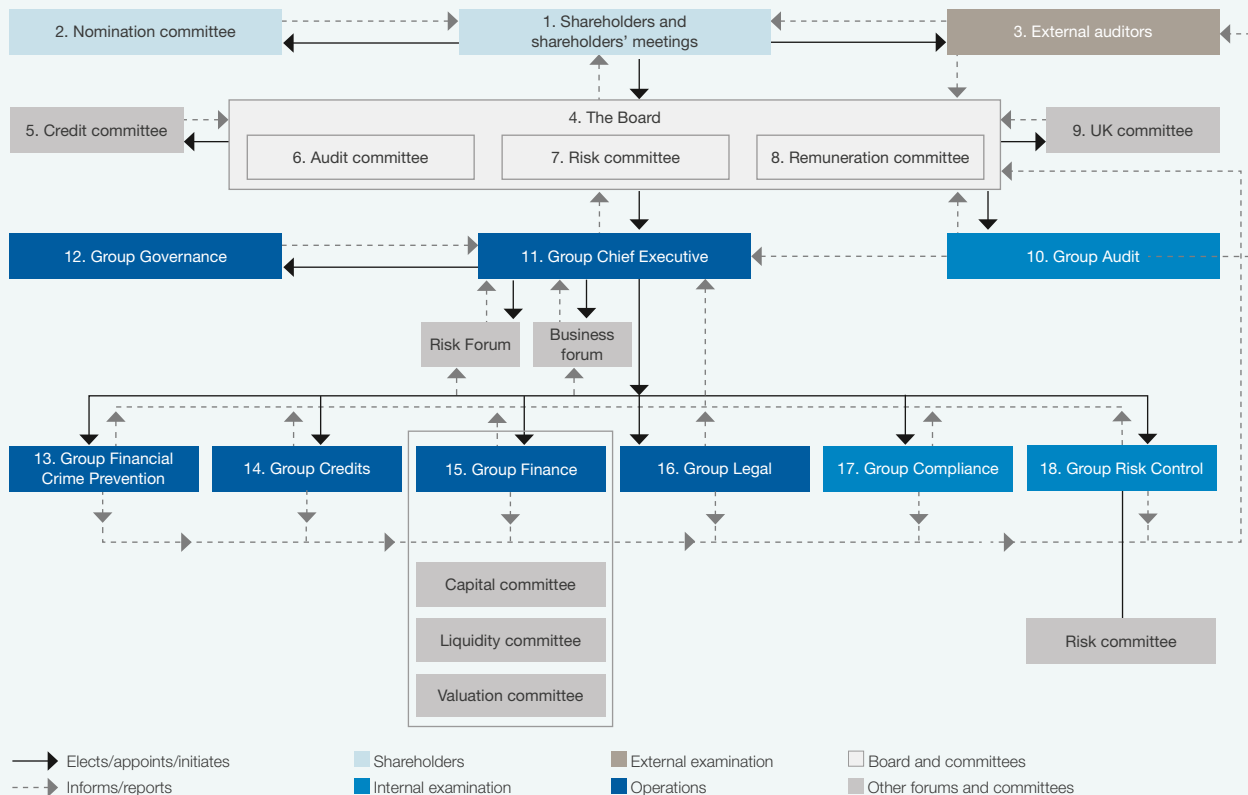 2. Nomination committee
1. Shareholders and
shareholders’ meetings
3. External auditors
5. Credit committee
4. The Board
9. UK committee
6. Audit committee
7. Risk committee
8. Remuneration committee
12. Group Governance
11. Group Chief Executive
10. Group Audit
Risk Forum
Business
forum
13. Group Financial
Crime Prevention
14. Group Credits
15. Group Finance
16. Group Legal
17. Group Compliance
18. Group Risk Control
Capital committee
Liquidity committee
Risk committee
Valuation committee
Elects/appoints/initiates
Shareholders
External examination
Board and committees
Informs/reports
Internal examination
Operations
Other forums and committees